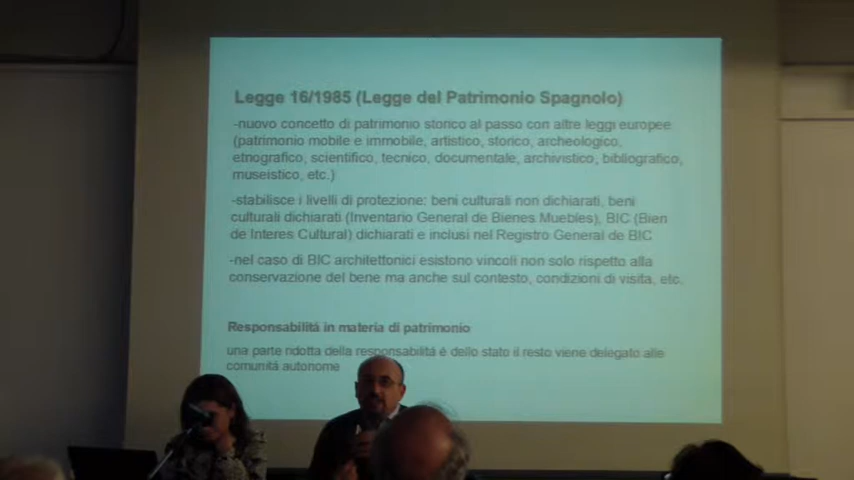 Legge 16/1985 (Legge del Patrimonio Spagnolo)
-nuovo concetto di patrimonio storico al passo con altre leggi europee
(patrimonio mobile e immobile, artistico, storico, archeologico,
etnografico, scientifico, tecnico, documentale, archivistico, bibliografico,
museistico, etc.)
-stabilisce i livelli di protezione: beni culturali non dichiarati, beni
culturali dichiarati (Inventario General de Bienes Muebles), BIC (Bien
de Interes Cultural) dichiarati e inclusi nel Registro General de BIC
-nel caso di BIC architettonici esistono vincoli non solo rispetto alla
conservazione del bene ma anche sul contesto, condizioni di visita, etc.
Responsabilitá in materia di patrimonio
una parte ridotta della responsabilitá é dello stato il resto viene delegato alle
comunitá autonome